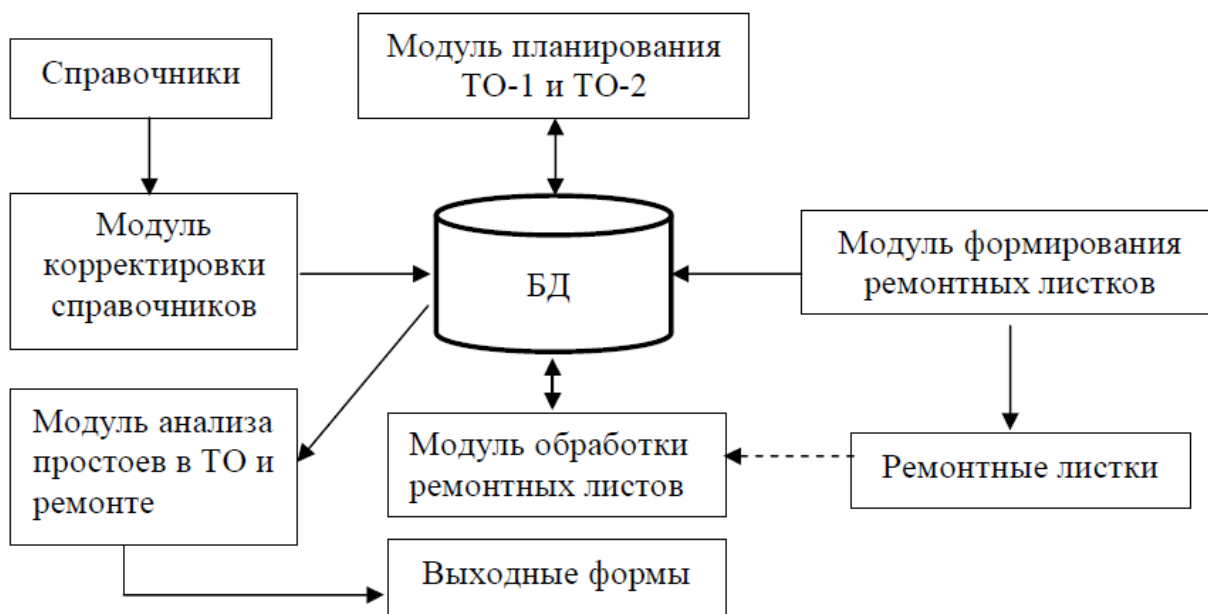 Справочники
Модуль планирования
ТО-1 и ТО-2
Модуль
корректировки
справочников
БД
Модуль формирования
ремонтных листков
Модуль анализа
простоев в ТО и
ремонте
Модуль обработки
ремонтных листов
Ремонтные листки
Выходные формы